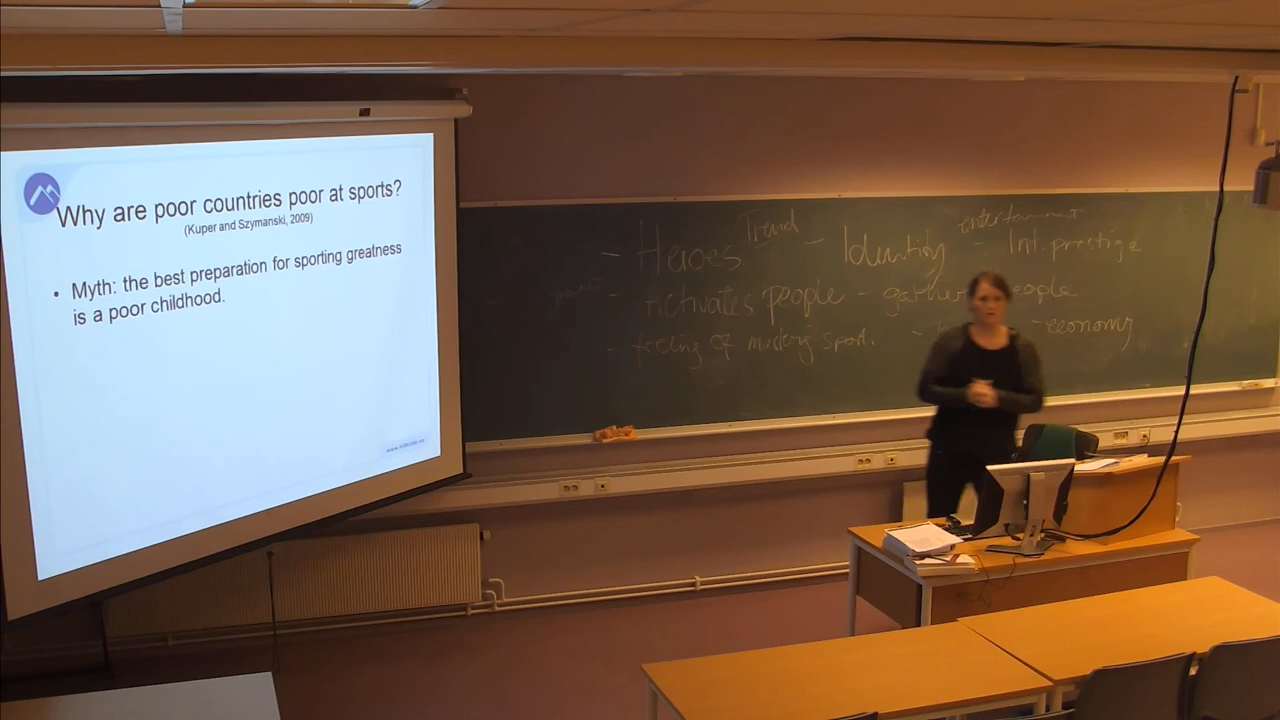 Why are poor countries poor at sports?
(Kuper and Szymanski, 2009)
• Myth: the best preparation for sporting greatness
is a poor childhood.
Trend entertainment
- Heroes. - Identity - Int. prestige
- Activates people - gather people
- feeling of mastery sport. - economy